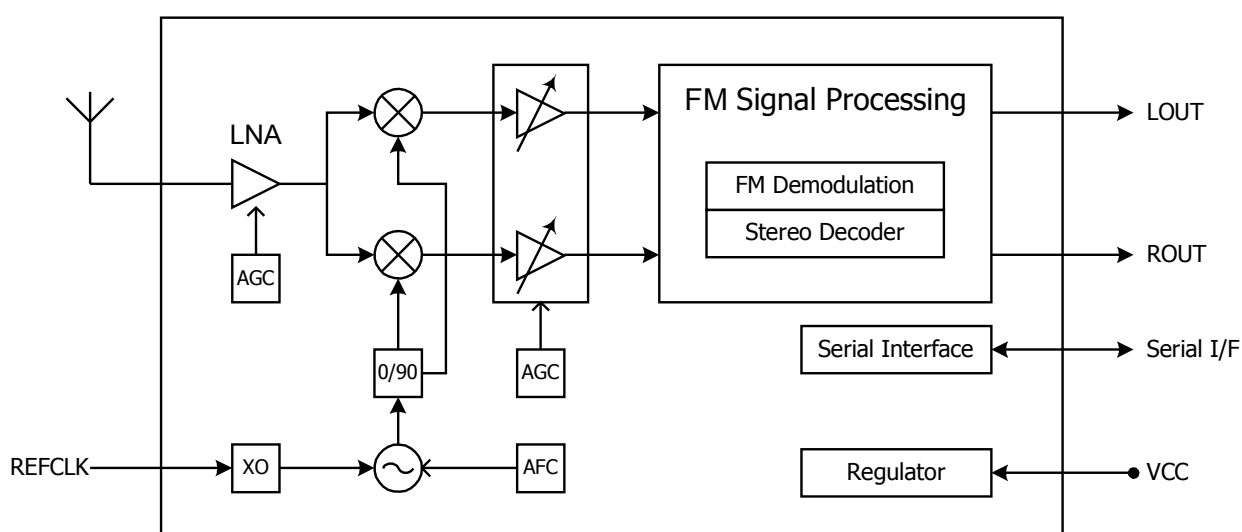 FM Signal Processing
LOUT
LNA
FM Demodulation
Stereo Decoder
ROUT
AGC
Serial Interface
Serial I/F
0/90
AGC
REFCLK
XO
AFC
Regulator
VCC